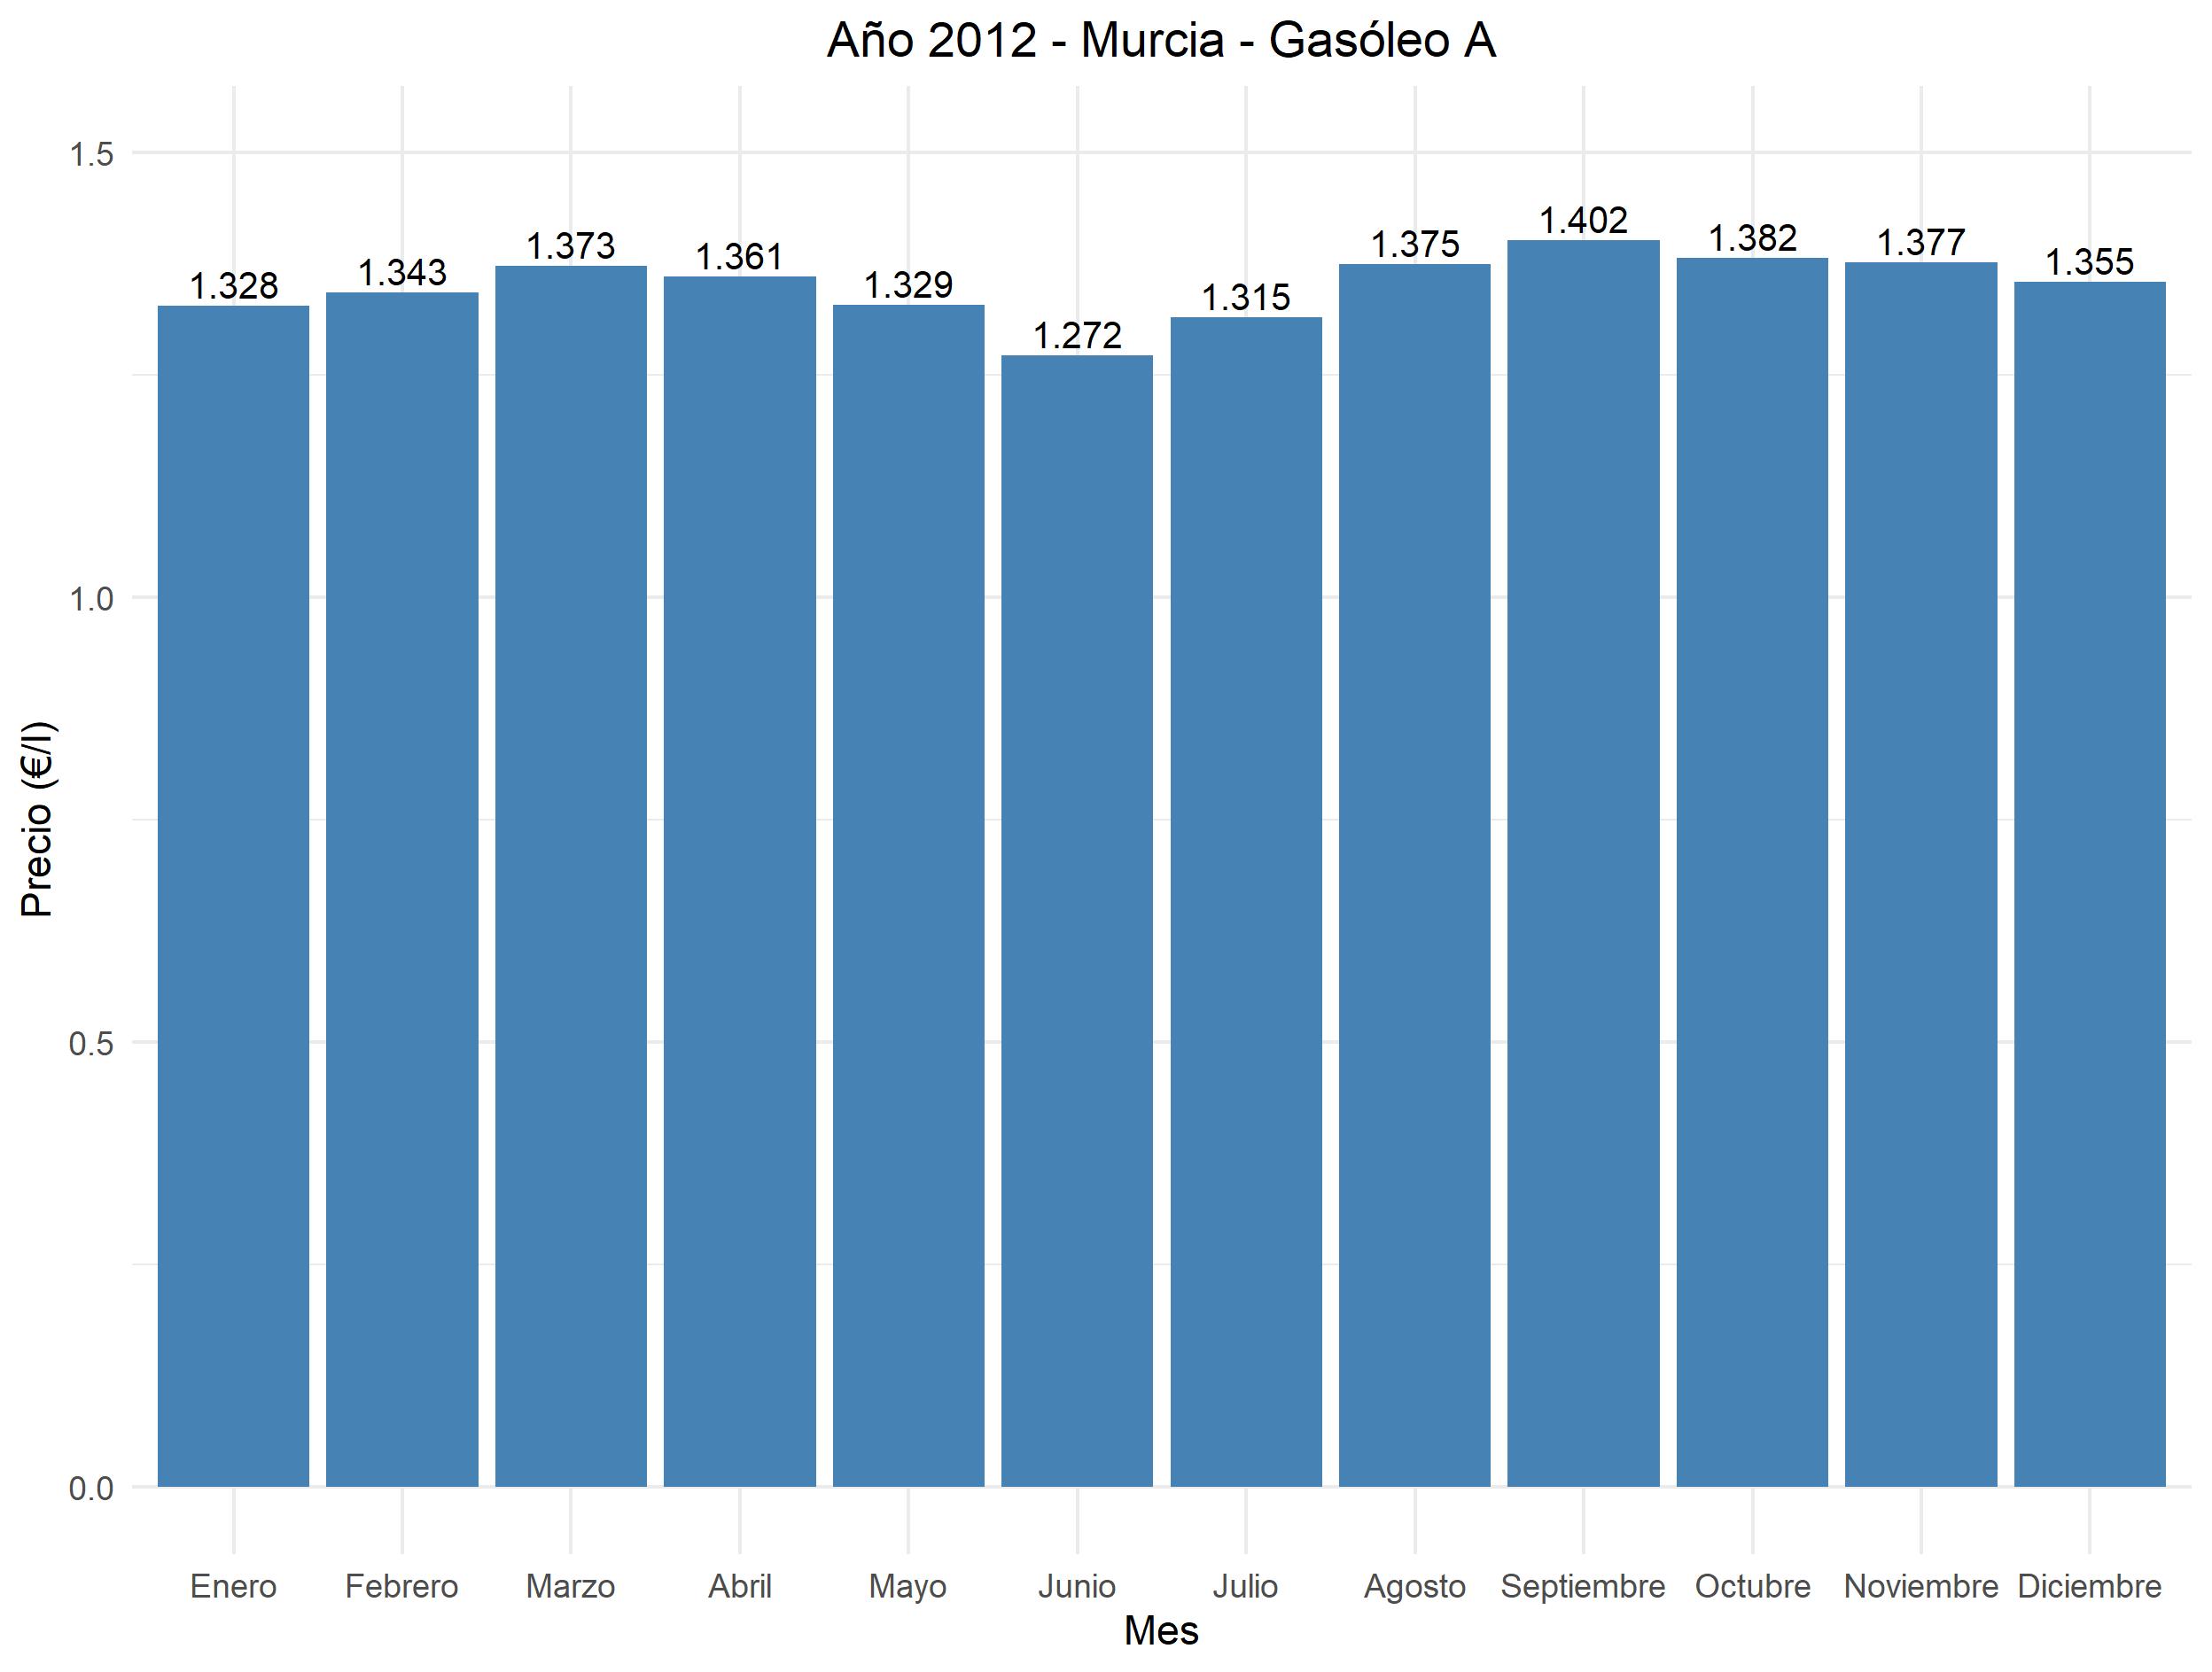 Año 2012 - Murcia - Gasóleo A
1.5
1.0
0.5
0.0
Precio (€/l)
1.328
1.343
1.373
1.361
1.329
1.272
1.315
1.375
1.402
1.382
1.377
1.355
Enero
Febrero
Marzo
Abril
Mayo
Junio
Julio
Agosto
Septiembre
Octubre
Noviembre
Diciembre
Mes